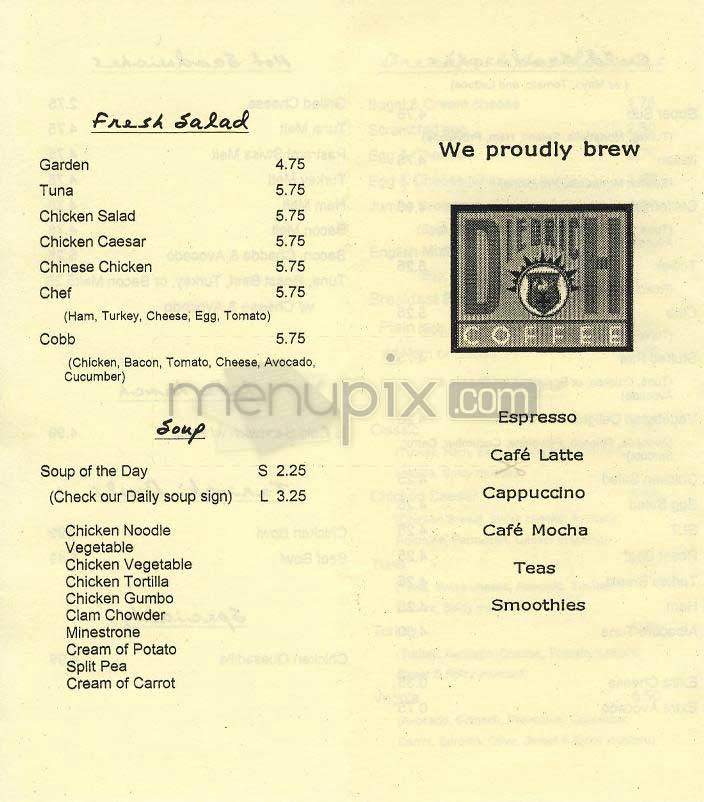 Fresh Salad
Garden 4.75
Tuna 5.75
Chicken Salad 5.75
Chicken Caesar 5.75
Chinese Chicken 5.75
Chef 5.75
(Ham, Turkey, Cheese, Egg, Tomato)
Cobb 5.75
(Chicken, Bacon, Tomato, Cheese, Avocado,
Cucumber)
Soup
Soup of the Day S 2.25
(Check our Daily soup sign) L 3.25
Chicken Noodle
Vegetable
Chicken Vegetable
Chicken Tortilla
Chicken Gumbo
Clam Chowder
Minestrone
Cream of Potato
Split Pea
Cream of Carrot
We proudly brew
DIEDRICH
COFFEE
Espresso
Café Latte
Cappuccino
Café Mocha
Teas
Smoothies
menupix.com